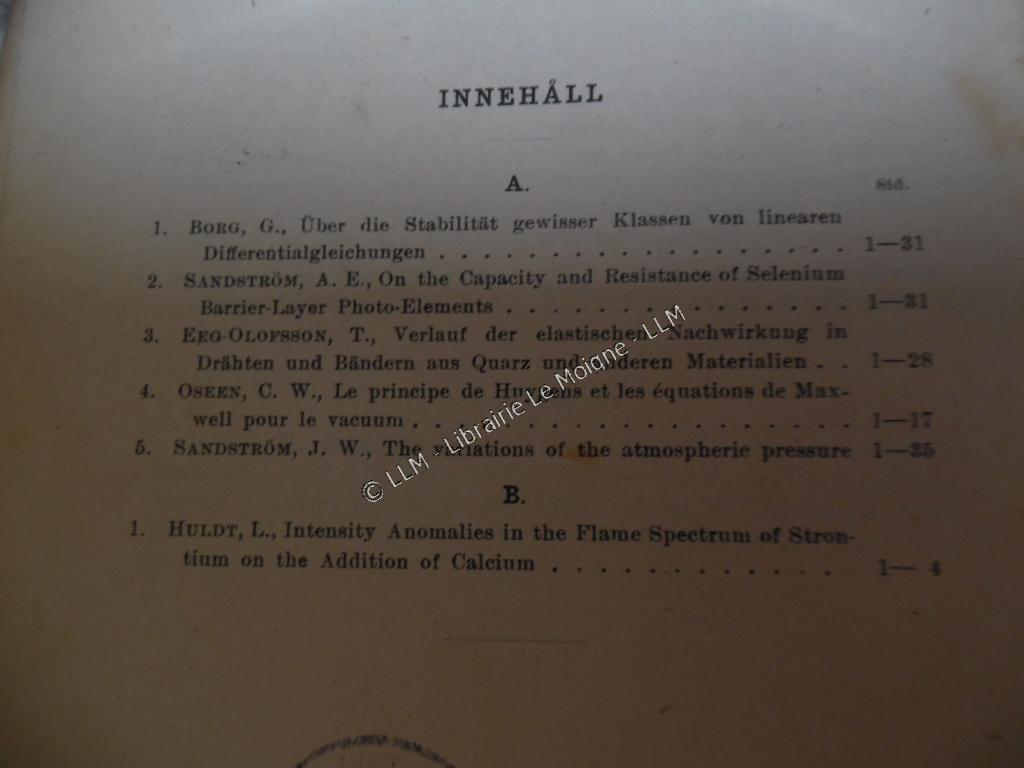 INNEHÅLL
A.
Sid.
1. BORG, G., Über die Stabilität gewisser Klassen von linearen
Differentialgleichungen . . . . . . . . . . . . . . . . . 1—31
2. SANDSTRÖM, A. E., On the Capacity and Resistance of Selenium
Barrier-Layer Photo-Elements . . . . . . . . . . . . . . 1—31
3. EEG-OLOFSSON, T., Verlauf der elastischen Nachwirkung in
Drähten und Bändern aus Quarz und anderen Materialien . . 1—28
4. OSEEN, C. W., Le principe de Huygens et les équations de Max-
well pour le vacuum . . . . . . . . . . . . . . . . . . 1—17
5. SANDSTRÖM, J. W., The variations of the atmospheric pressure 1—35
B.
1. HULDT, L., Intensity Anomalies in the Flame Spectrum of Stron-
tium on the Addition of Calcium . . . . . . . . . . . . 1— 4
© LLM - Librairie Le Moigne - LLM